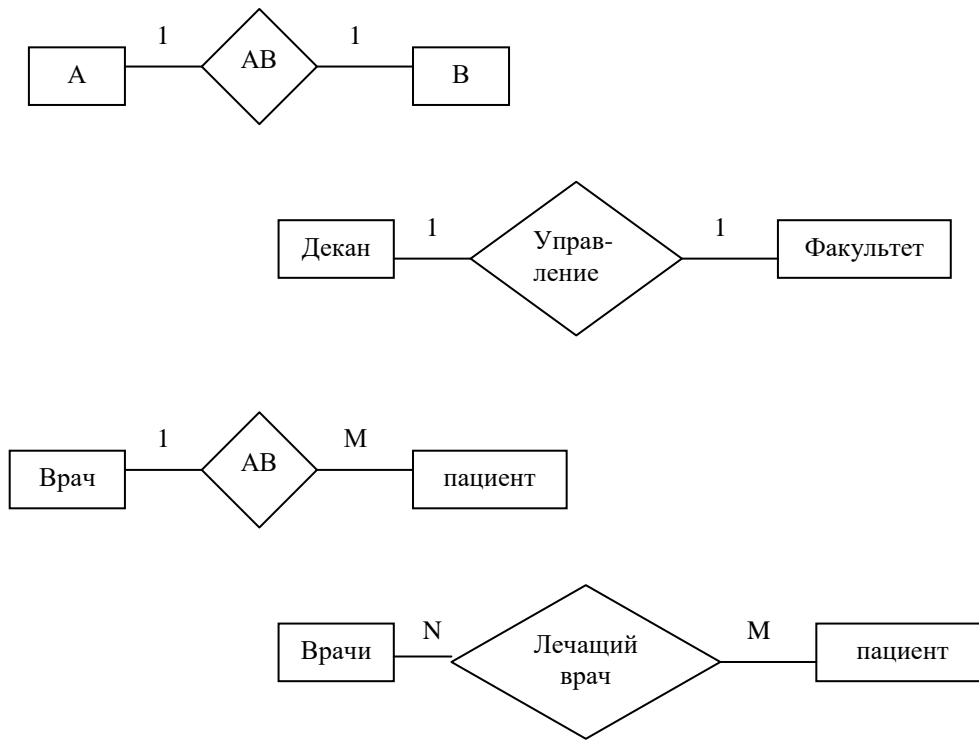 1 1
A AB B
1 1
Декан Управ- Факультет
ление
1 M
Врач AB пациент
N M
Врачи Лечащий пациент
врач